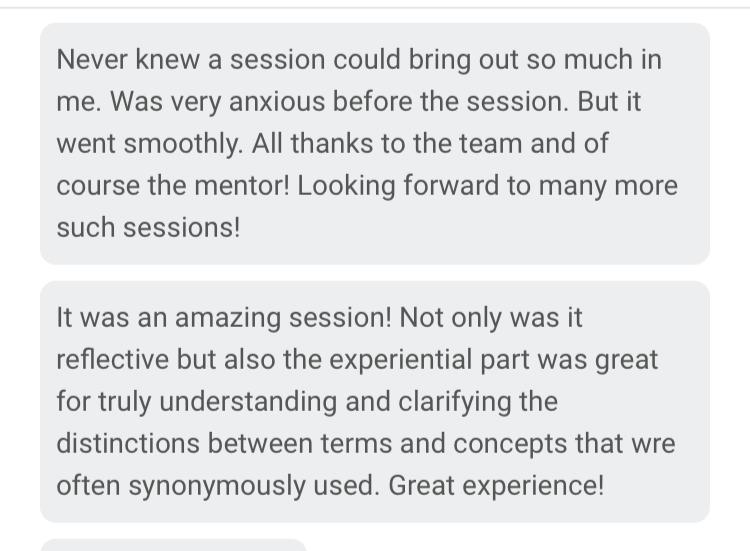 Never knew a session could bring out so much in
me. Was very anxious before the session. But it
went smoothly. All thanks to the team and of
course the mentor! Looking forward to many more
such sessions!
It was an amazing session! Not only was it
reflective but also the experiential part was great
for truly understanding and clarifying the
distinctions between terms and concepts that wre
often synonymously used. Great experience!